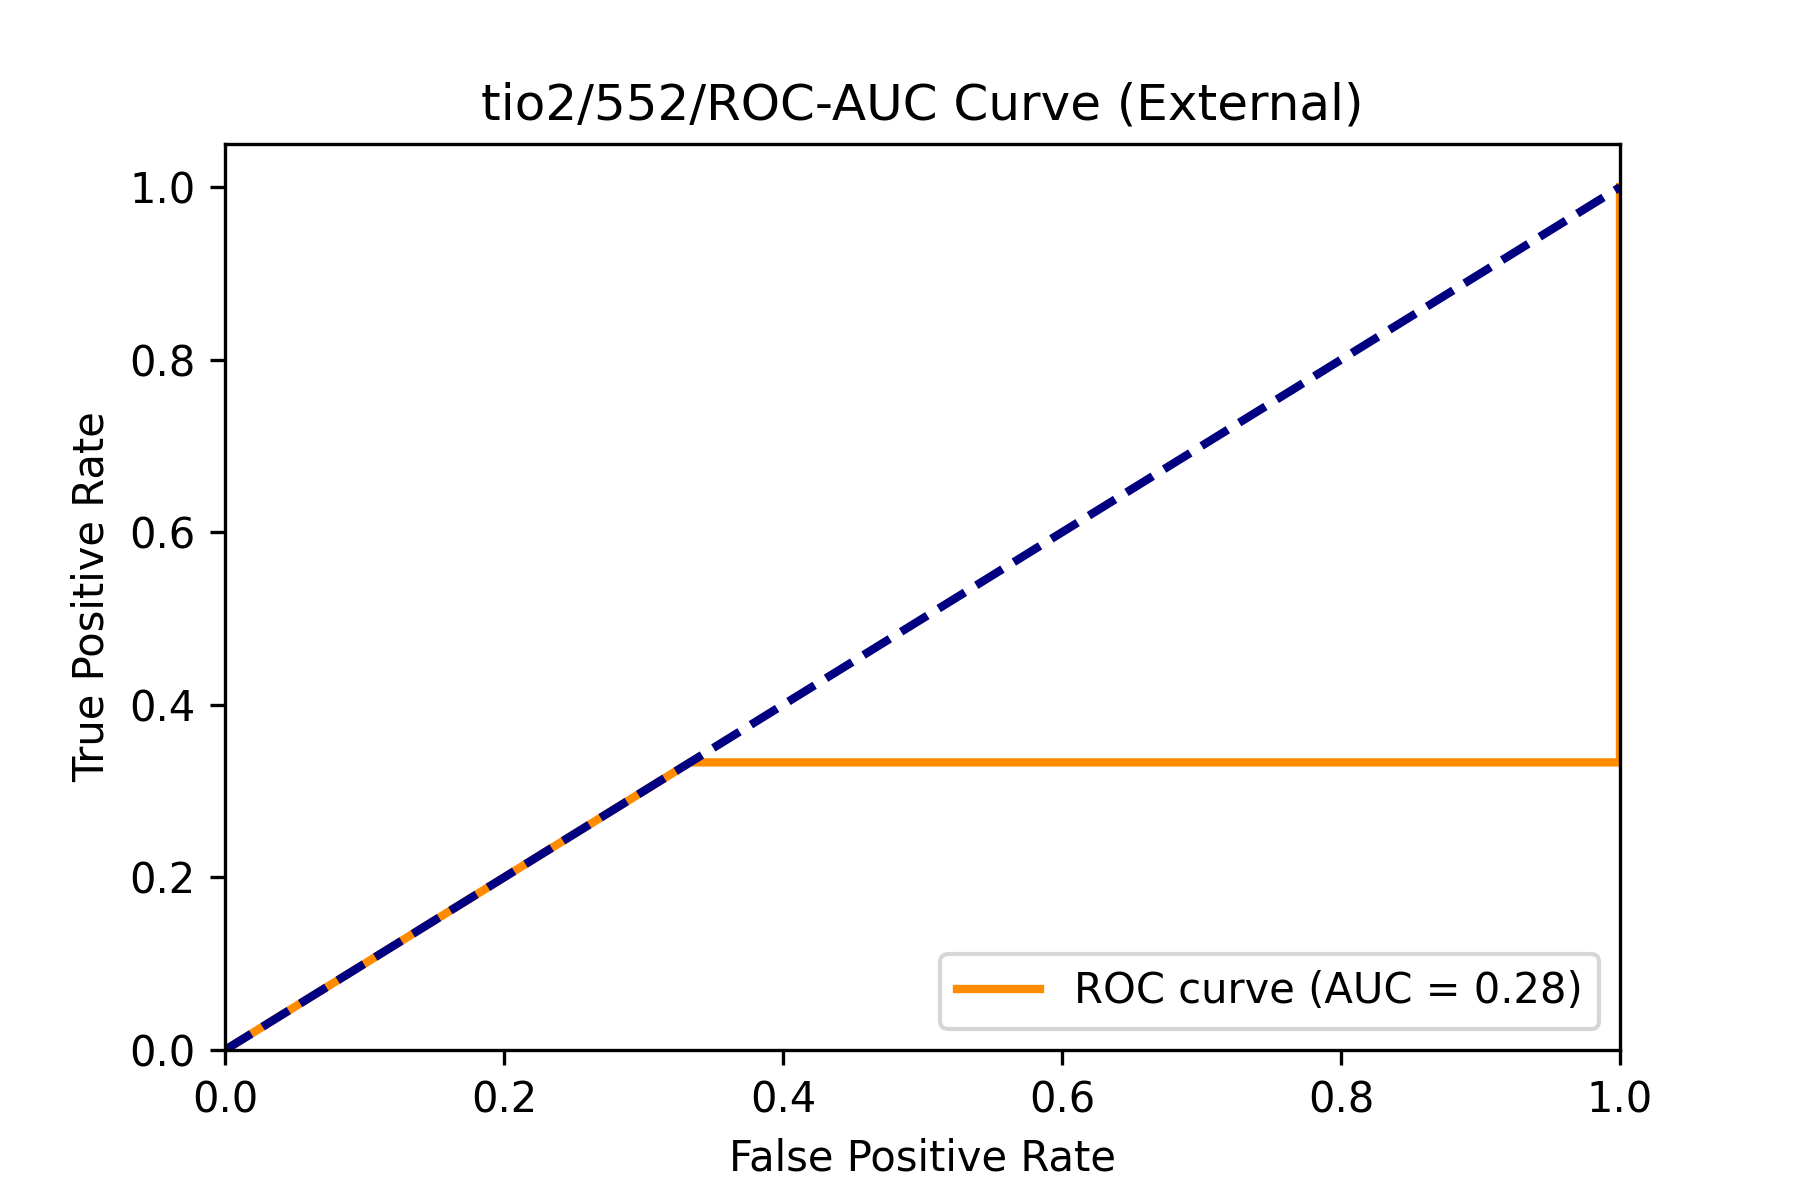 tio2/552/ROC-AUC Curve (External)
1.0
0.8
0.6
0.4
0.2
0.0
True Positive Rate
ROC curve (AUC = 0.28)
0.0 0.2 0.4 0.6 0.8 1.0
False Positive Rate